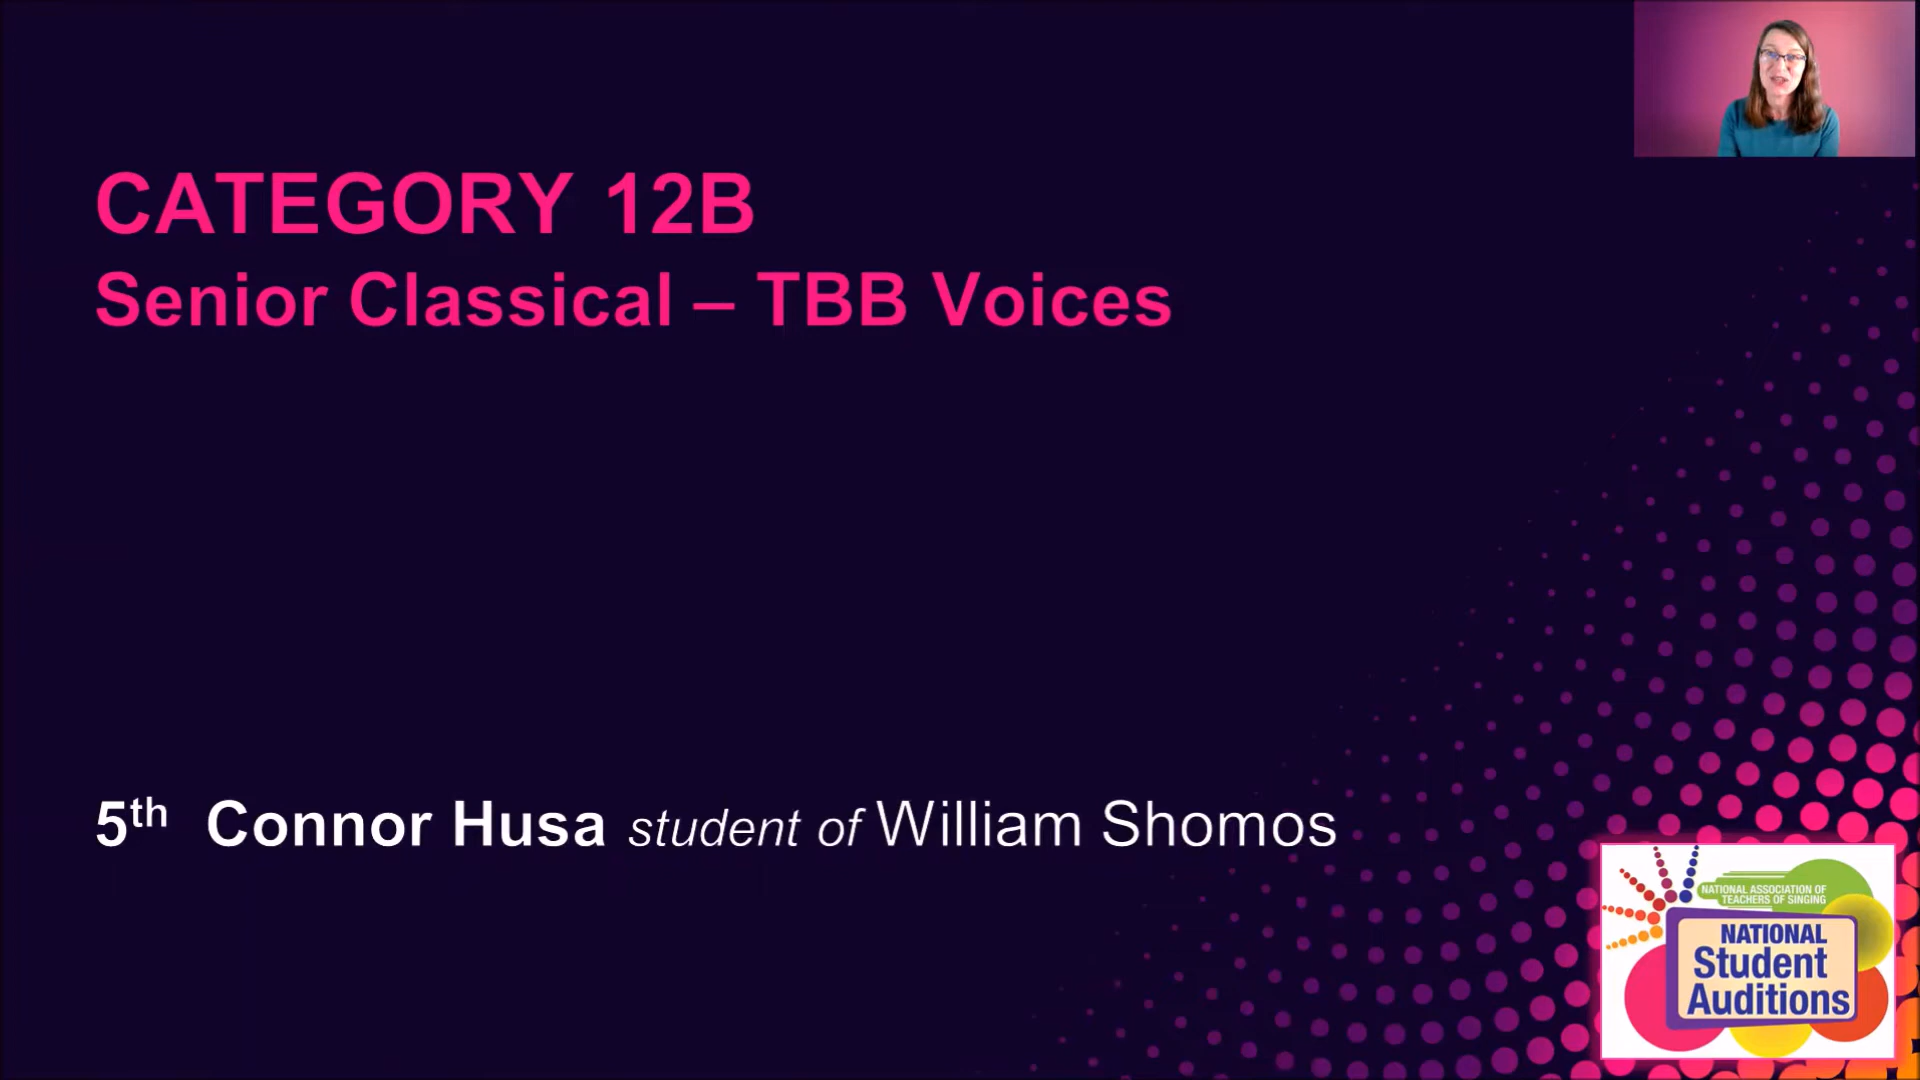 CATEGORY 12B
Senior Classical – TBB Voices
5th Connor Husa student of William Shomos
NATIONAL ASSOCIATION OF
TEACHERS OF SINGING
NATIONAL
Student
Auditions